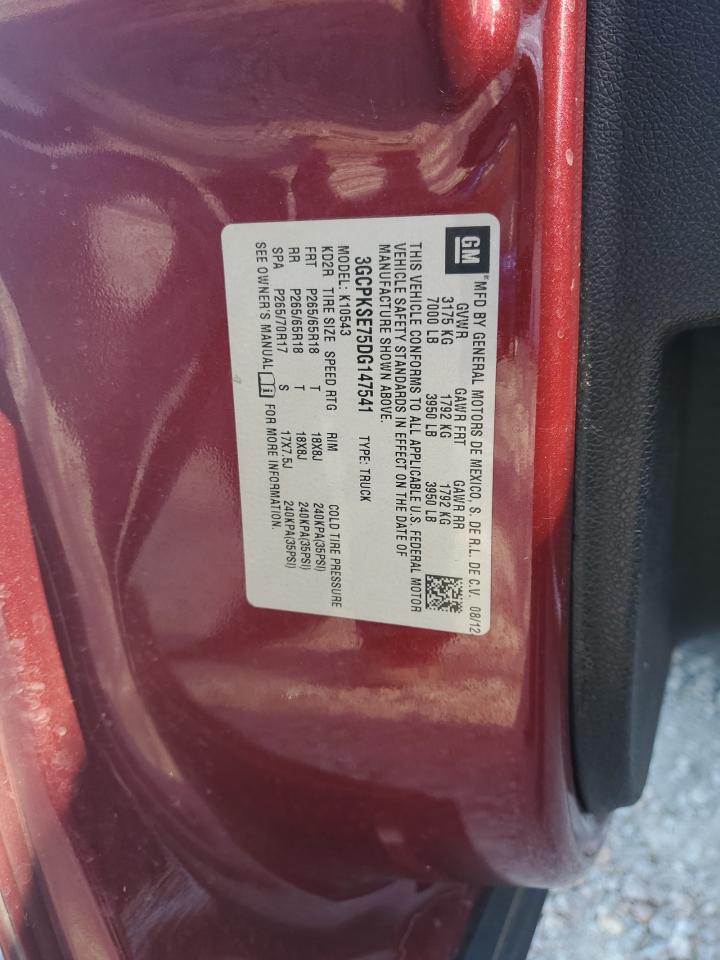 GM ® MFD BY GENERAL MOTORS DE MEXICO, S. DE R.L. DE C.V. 08/12
GVWR GAWR FRT GAWR RR
3175 KG 1792 KG 1792 KG
7000 LB 3950 LB 3950 LB
THIS VEHICLE CONFORMS TO ALL APPLICABLE U.S. FEDERAL MOTOR
VEHICLE SAFETY STANDARDS IN EFFECT ON THE DATE OF
MANUFACTURE SHOWN ABOVE.
3GCPKSE75DG147541 TYPE: TRUCK
MODEL: K10543
KD2R TIRE SIZE SPEED RTG RIM COLD TIRE PRESSURE
FRT P265/65R18 T 18X8J 240KPA(35PSI)
RR P265/65R18 T 18X8J 240KPA(35PSI)
SPA P265/70R17 S 17X7.5J 240KPA(35PSI)
SEE OWNER'S MANUAL i FOR MORE INFORMATION.